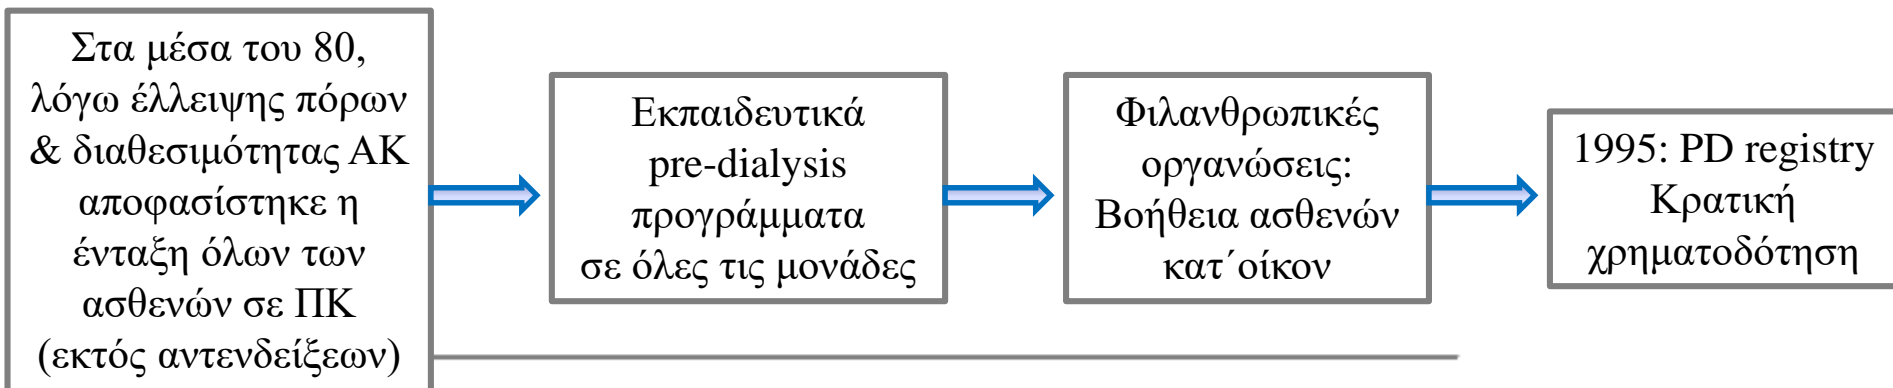 Στα μέσα του 80,
λόγω έλλειψης πόρων
& διαθεσιμότητας ΑΚ
αποφασίστηκε η
ένταξη όλων των
ασθενών σε ΠΚ
(εκτός αντενδείξεων)
Εκπαιδευτικά
pre-dialysis
προγράμματα
σε όλες τις μονάδες
Φιλανθρωπικές
οργανώσεις:
Βοήθεια ασθενών
κατ΄οίκον
1995: PD registry
Κρατική
χρηματοδότηση